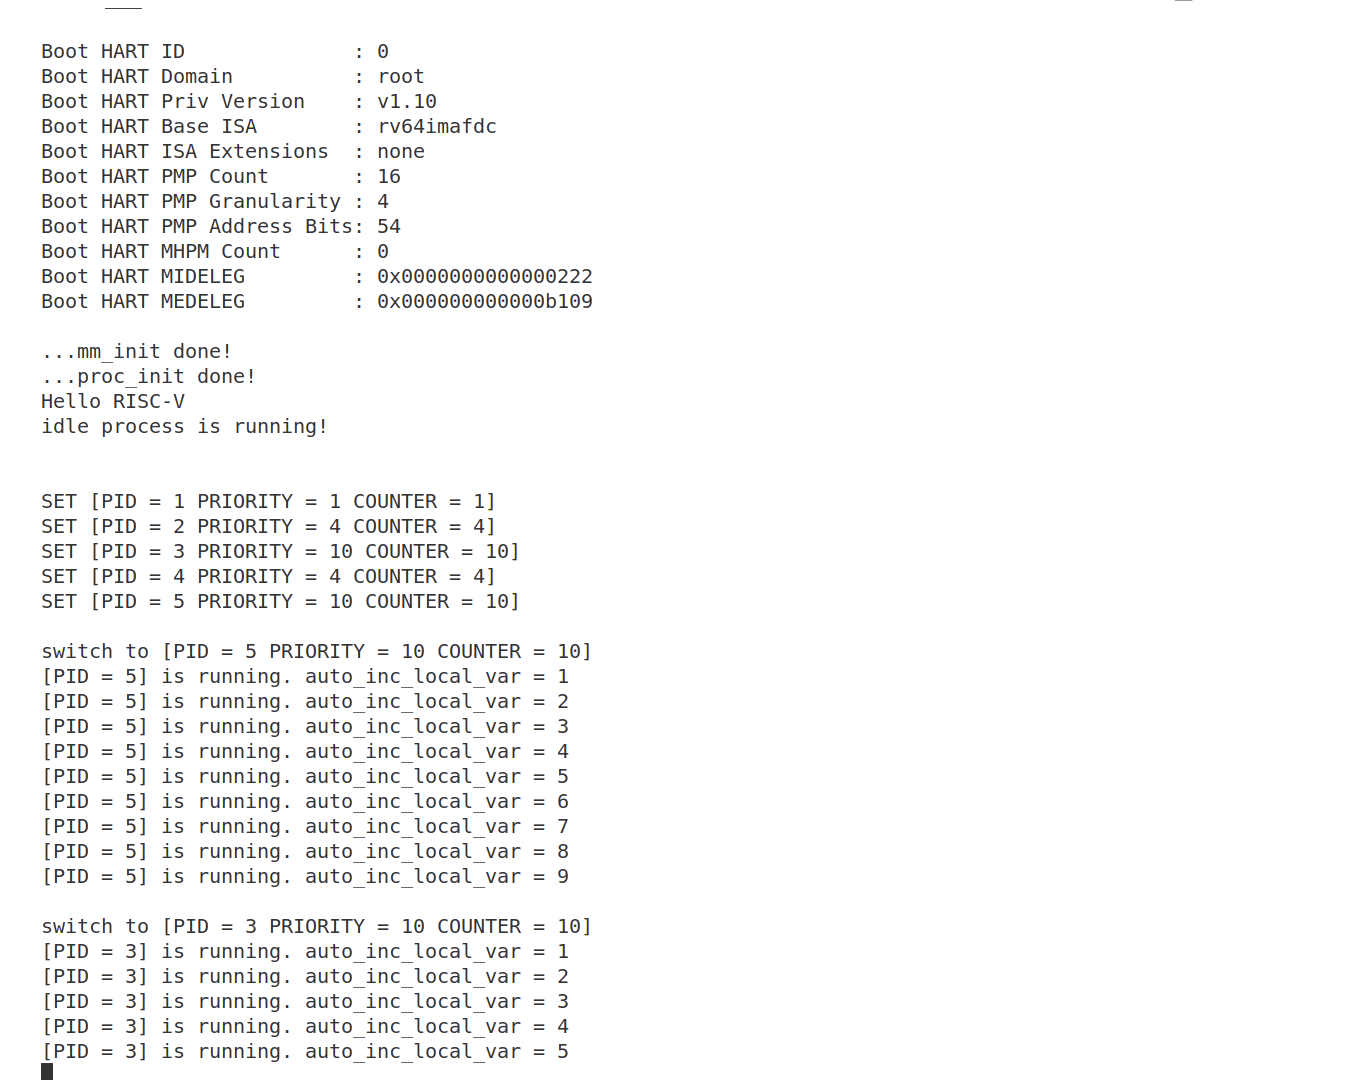 Boot HART ID              : 0
Boot HART Domain          : root
Boot HART Priv Version    : v1.10
Boot HART Base ISA        : rv64imafdc
Boot HART ISA Extensions  : none
Boot HART PMP Count       : 16
Boot HART PMP Granularity : 4
Boot HART PMP Address Bits: 54
Boot HART MHPM Count      : 0
Boot HART MIDELEG         : 0x0000000000000222
Boot HART MEDELEG         : 0x000000000000b109

...mm_init done!
...proc_init done!
Hello RISC-V
idle process is running!


SET [PID = 1 PRIORITY = 1 COUNTER = 1]
SET [PID = 2 PRIORITY = 4 COUNTER = 4]
SET [PID = 3 PRIORITY = 10 COUNTER = 10]
SET [PID = 4 PRIORITY = 4 COUNTER = 4]
SET [PID = 5 PRIORITY = 10 COUNTER = 10]

switch to [PID = 5 PRIORITY = 10 COUNTER = 10]
[PID = 5] is running. auto_inc_local_var = 1
[PID = 5] is running. auto_inc_local_var = 2
[PID = 5] is running. auto_inc_local_var = 3
[PID = 5] is running. auto_inc_local_var = 4
[PID = 5] is running. auto_inc_local_var = 5
[PID = 5] is running. auto_inc_local_var = 6
[PID = 5] is running. auto_inc_local_var = 7
[PID = 5] is running. auto_inc_local_var = 8
[PID = 5] is running. auto_inc_local_var = 9

switch to [PID = 3 PRIORITY = 10 COUNTER = 10]
[PID = 3] is running. auto_inc_local_var = 1
[PID = 3] is running. auto_inc_local_var = 2
[PID = 3] is running. auto_inc_local_var = 3
[PID = 3] is running. auto_inc_local_var = 4
[PID = 3] is running. auto_inc_local_var = 5